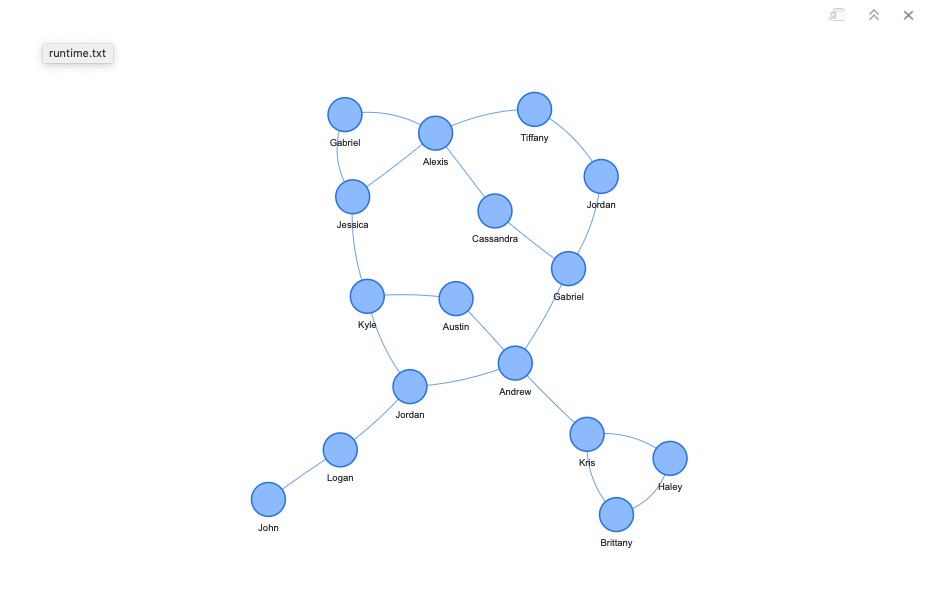 runtime.txt
Gabriel
Tiffany
Alexis
Jordan
Jessica
Cassandra
Gabriel
Kyle
Austin
Andrew
Jordan
Kris
Logan
Haley
John
Brittany